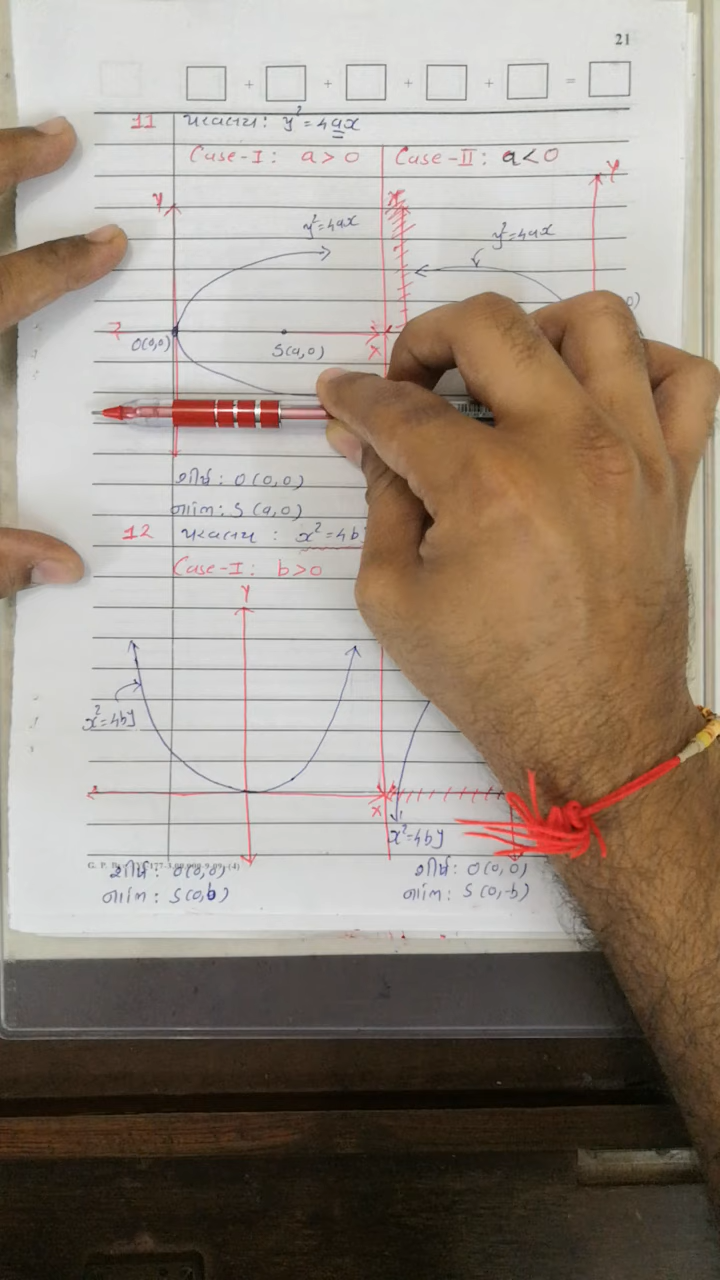 21
+ + + + =
11 પરવલય : y² = 4ax
Case-I : a > 0
Case-II : a < 0
Y
Y
y² = 4ax
y² = 4ax
O(0,0)
S(a,0)
X
શીર્ષ : O(0,0)
નાભિ : S(a,0)
12 પરવલય : x² = 4b
Case-I : b > 0
Y
x² = 4by
X
x² = 4by
શીર્ષ : O(0,0)
નાભિ : S(0,b)
શીર્ષ : O(0,0)
નાભિ : S(0,-b)